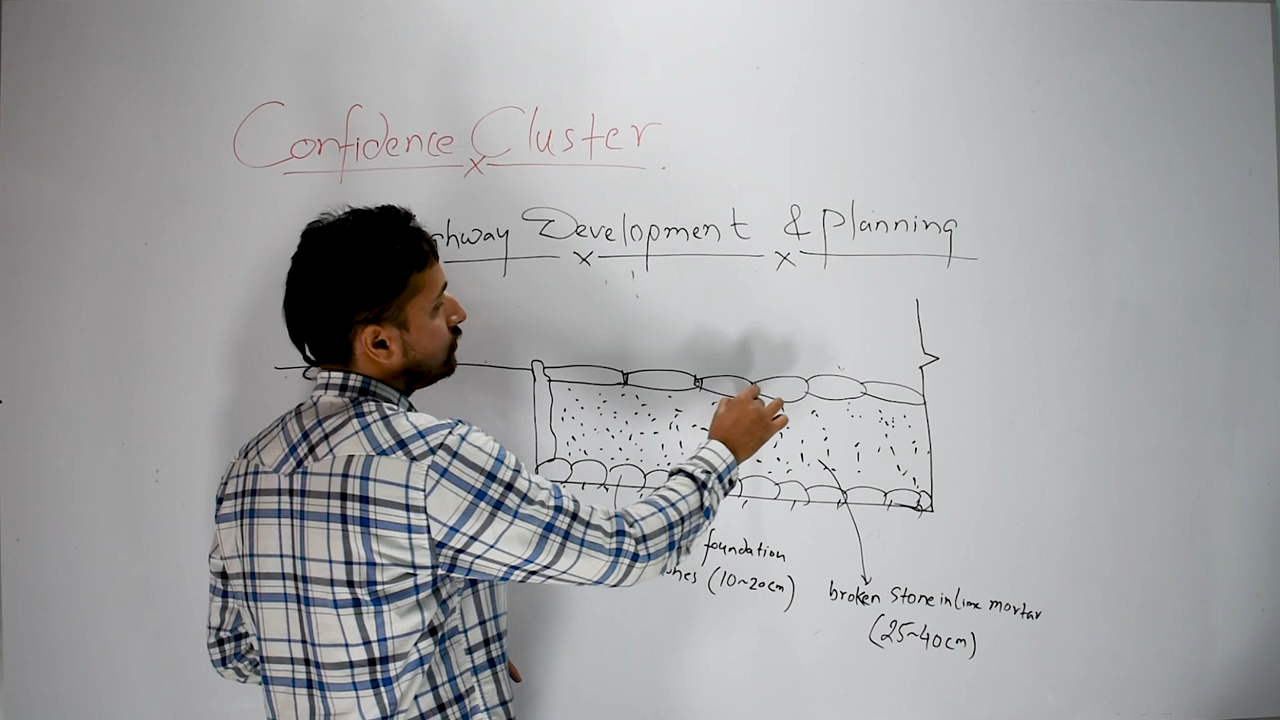 Confidence Cluster
Development & Planning
foundation
(10~20cm)
broken Stone in lime mortar
(25~40cm)